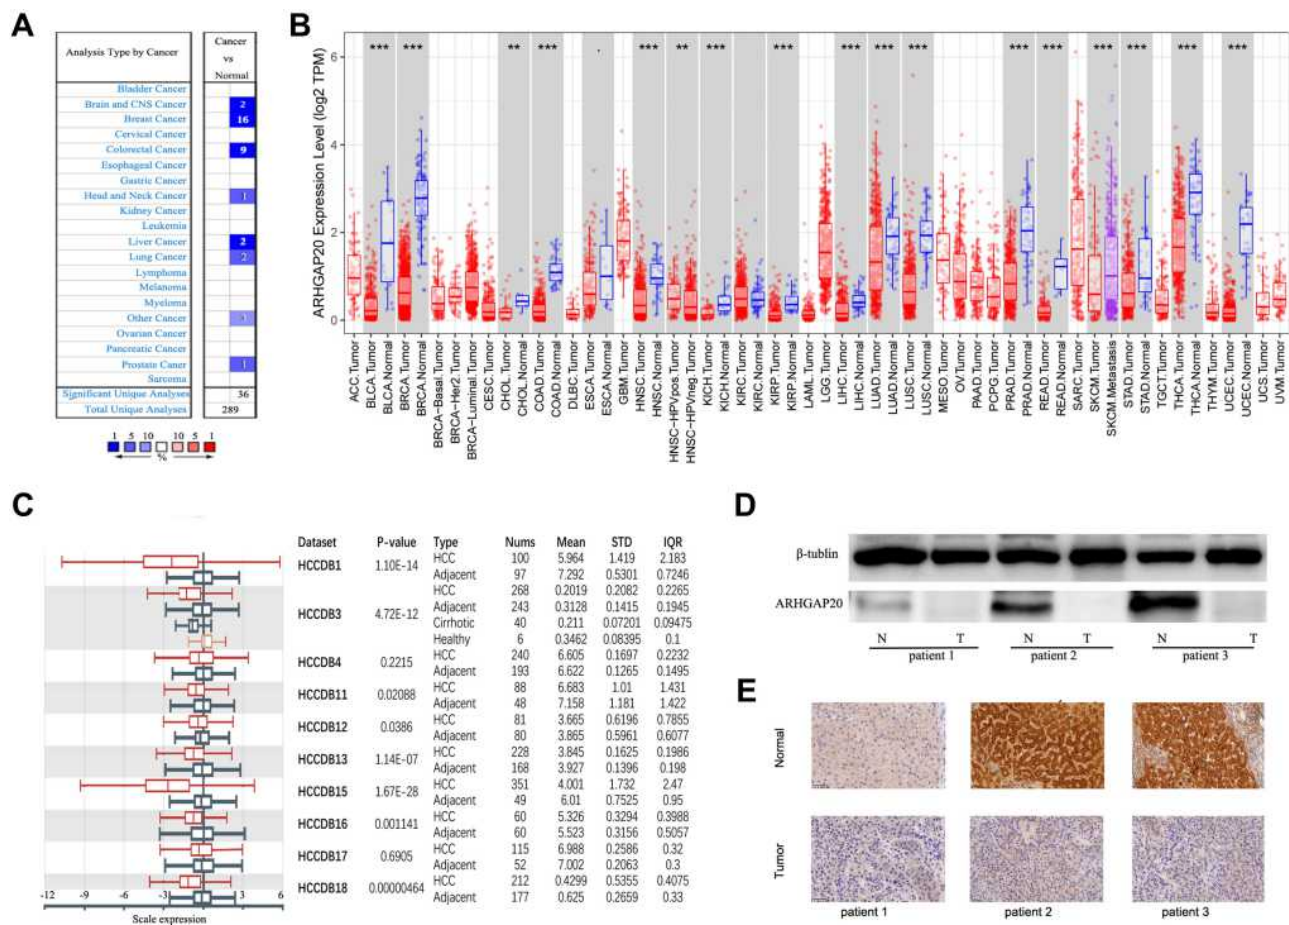 A
Analysis Type by Cancer
Cancer
vs
Normal
Bladder Cancer
Brain and CNS Cancer 2
Breast Cancer 16
Cervical Cancer
Colorectal Cancer 9
Esophageal Cancer
Gastric Cancer
Head and Neck Cancer 1
Kidney Cancer
Leukemia
Liver Cancer 2
Lung Cancer 2
Lymphoma
Melanoma
Myeloma
Other Cancer
Ovarian Cancer
Pancreatic Cancer
Prostate Cancer 1
Sarcoma
Significant Unique Analyses 36
Total Unique Analyses 289
1 5 10 10 5 1
%
B
ARHGAP20 Expression Level (log2 TPM)
6
4
2
0
*** *** ** *** * *** ** *** *** *** *** *** *** *** *** *** *** ***
ACC.Tumor
BLCA.Tumor
BLCA.Normal
BRCA.Tumor
BRCA.Normal
BRCA-Basal.Tumor
BRCA-Her2.Tumor
BRCA-Luminal.Tumor
CESC.Tumor
CHOL.Tumor
CHOL.Normal
COAD.Tumor
COAD.Normal
DLBC.Tumor
ESCA.Tumor
ESCA.Normal
GBM.Tumor
HNSC.Tumor
HNSC.Normal
HNSC-HPVpos.Tumor
HNSC-HPVneg.Tumor
KICH.Tumor
KICH.Normal
KIRC.Tumor
KIRC.Normal
KIRP.Tumor
KIRP.Normal
LAML.Tumor
LGG.Tumor
LIHC.Tumor
LIHC.Normal
LUAD.Tumor
LUAD.Normal
LUSC.Tumor
LUSC.Normal
MESO.Tumor
OV.Tumor
PAAD.Tumor
PCPG.Tumor
PRAD.Tumor
PRAD.Normal
READ.Tumor
READ.Normal
SARC.Tumor
SKCM.Tumor
SKCM.Metastasis
STAD.Tumor
STAD.Normal
TGCT.Tumor
THCA.Tumor
THCA.Normal
THYM.Tumor
UCEC.Tumor
UCEC.Normal
UCS.Tumor
UVM.Tumor
C
Dataset P-value Type Nums Mean STD IQR
HCCDB1 1.10E-14 HCC 100 5.964 1.419 2.183
Adjacent 97 7.292 0.5301 0.7246
HCCDB3 4.72E-12 HCC 268 0.2019 0.2082 0.2265
Adjacent 243 0.3128 0.1415 0.1945
Cirrhotic 40 0.211 0.07201 0.09475
Healthy 6 0.3462 0.08395 0.1
HCCDB4 0.2215 HCC 240 6.605 0.1697 0.2232
Adjacent 193 6.622 0.1265 0.1495
HCCDB11 0.02088 HCC 88 6.683 1.01 1.431
Adjacent 48 7.158 1.181 1.422
HCCDB12 0.0386 HCC 81 3.665 0.6196 0.7855
Adjacent 80 3.865 0.5961 0.6077
HCCDB13 1.14E-07 HCC 228 3.845 0.1625 0.1986
Adjacent 168 3.927 0.1396 0.198
HCCDB15 1.67E-28 HCC 351 4.001 1.732 2.47
Adjacent 49 6.01 0.7525 0.95
HCCDB16 0.001141 HCC 60 5.326 0.3294 0.3988
Adjacent 60 5.523 0.3156 0.5057
HCCDB17 0.6905 HCC 115 6.988 0.2586 0.32
Adjacent 52 7.002 0.2063 0.3
HCCDB18 0.00000464 HCC 212 0.4299 0.5355 0.4075
Adjacent 177 0.625 0.2659 0.33
-12 -9 -6 -3 0 3 6
Scale expression
D
β-tublin
ARHGAP20
N T N T N T
patient 1 patient 2 patient 3
E
Normal
Tumor
patient 1 patient 2 patient 3